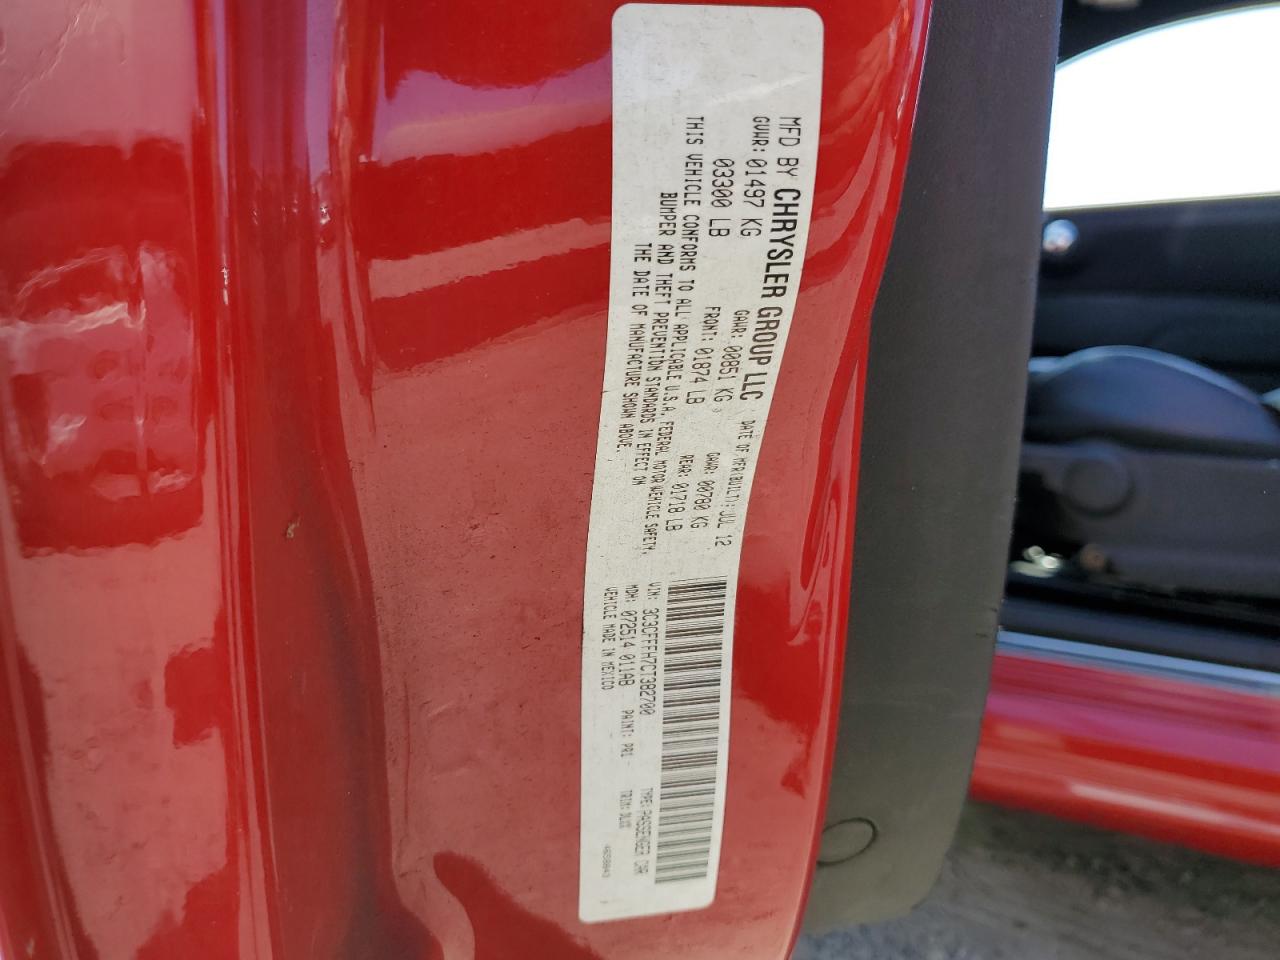 MFD BY CHRYSLER GROUP LLC DATE OF MFR(BUILT): JUL 12
GVWR: 01497 KG GAWR: 00851 KG GAWR: 00780 KG
03300 LB FRONT: 01874 LB REAR: 01718 LB
THIS VEHICLE CONFORMS TO ALL APPLICABLE U.S.A. FEDERAL MOTOR VEHICLE SAFETY,
BUMPER AND THEFT PREVENTION STANDARDS IN EFFECT ON
THE DATE OF MANUFACTURE SHOWN ABOVE.
VIN: 3C3CFFFH7CT382700 TYPE: PASSENGER CAR
MDH: 072514 011AB PAINT: PR1 TRIM:
VEHICLE MADE IN MEXICO